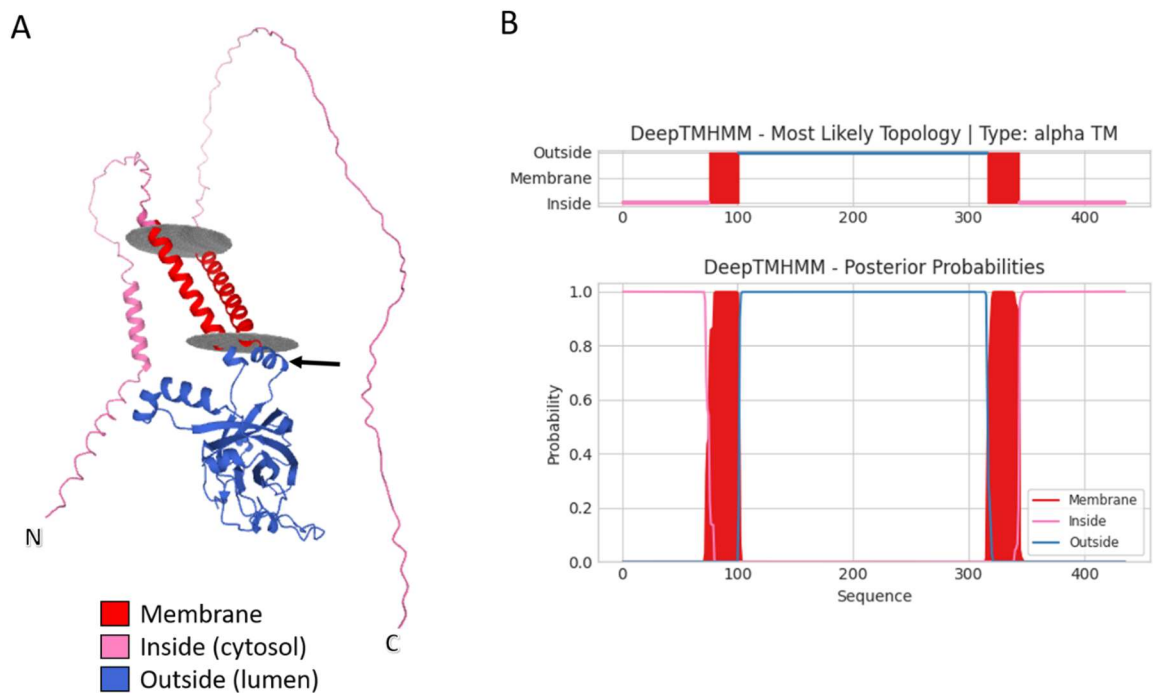 A
B
N
C
Membrane
Inside (cytosol)
Outside (lumen)
DeepTMHMM - Most Likely Topology | Type: alpha TM
Outside
Membrane
Inside
0 100 200 300 400
DeepTMHMM - Posterior Probabilities
1.0
0.8
0.6
0.4
0.2
0.0
Probability
Membrane
Inside
Outside
0 100 200 300 400
Sequence